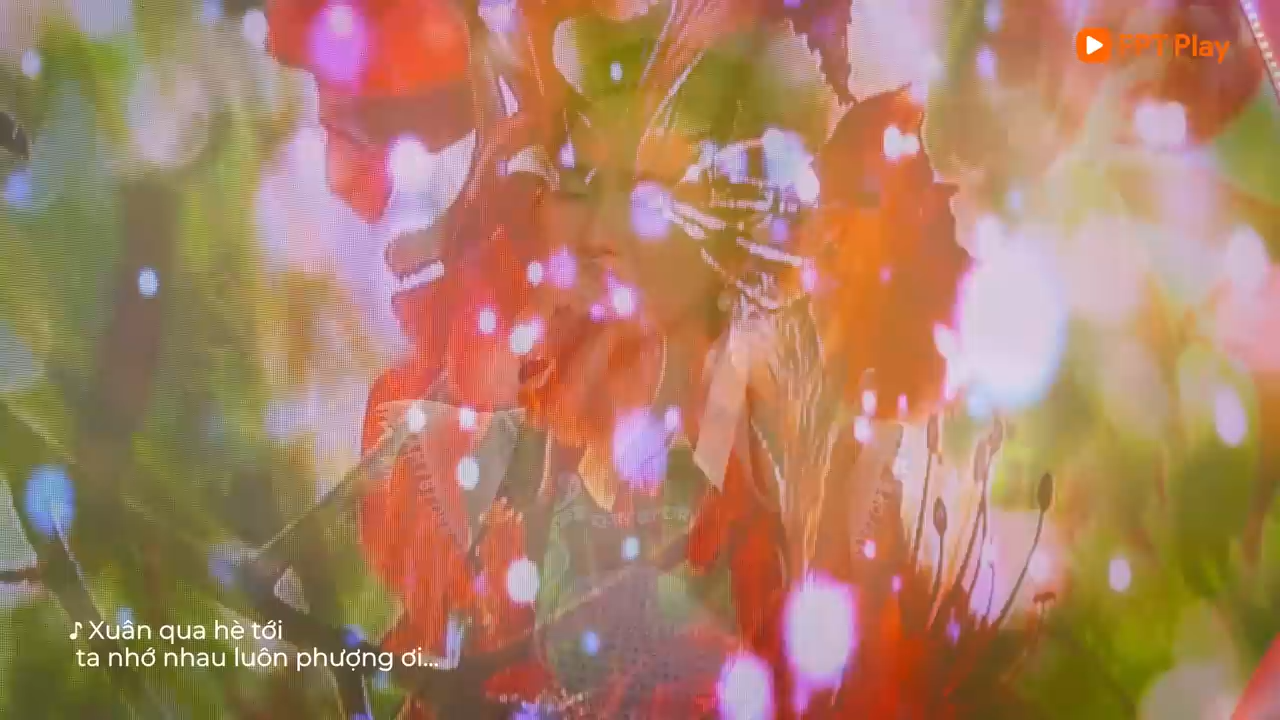 FPT Play
♪ Xuân qua hè tới
ta nhớ nhau luôn phượng ơi...